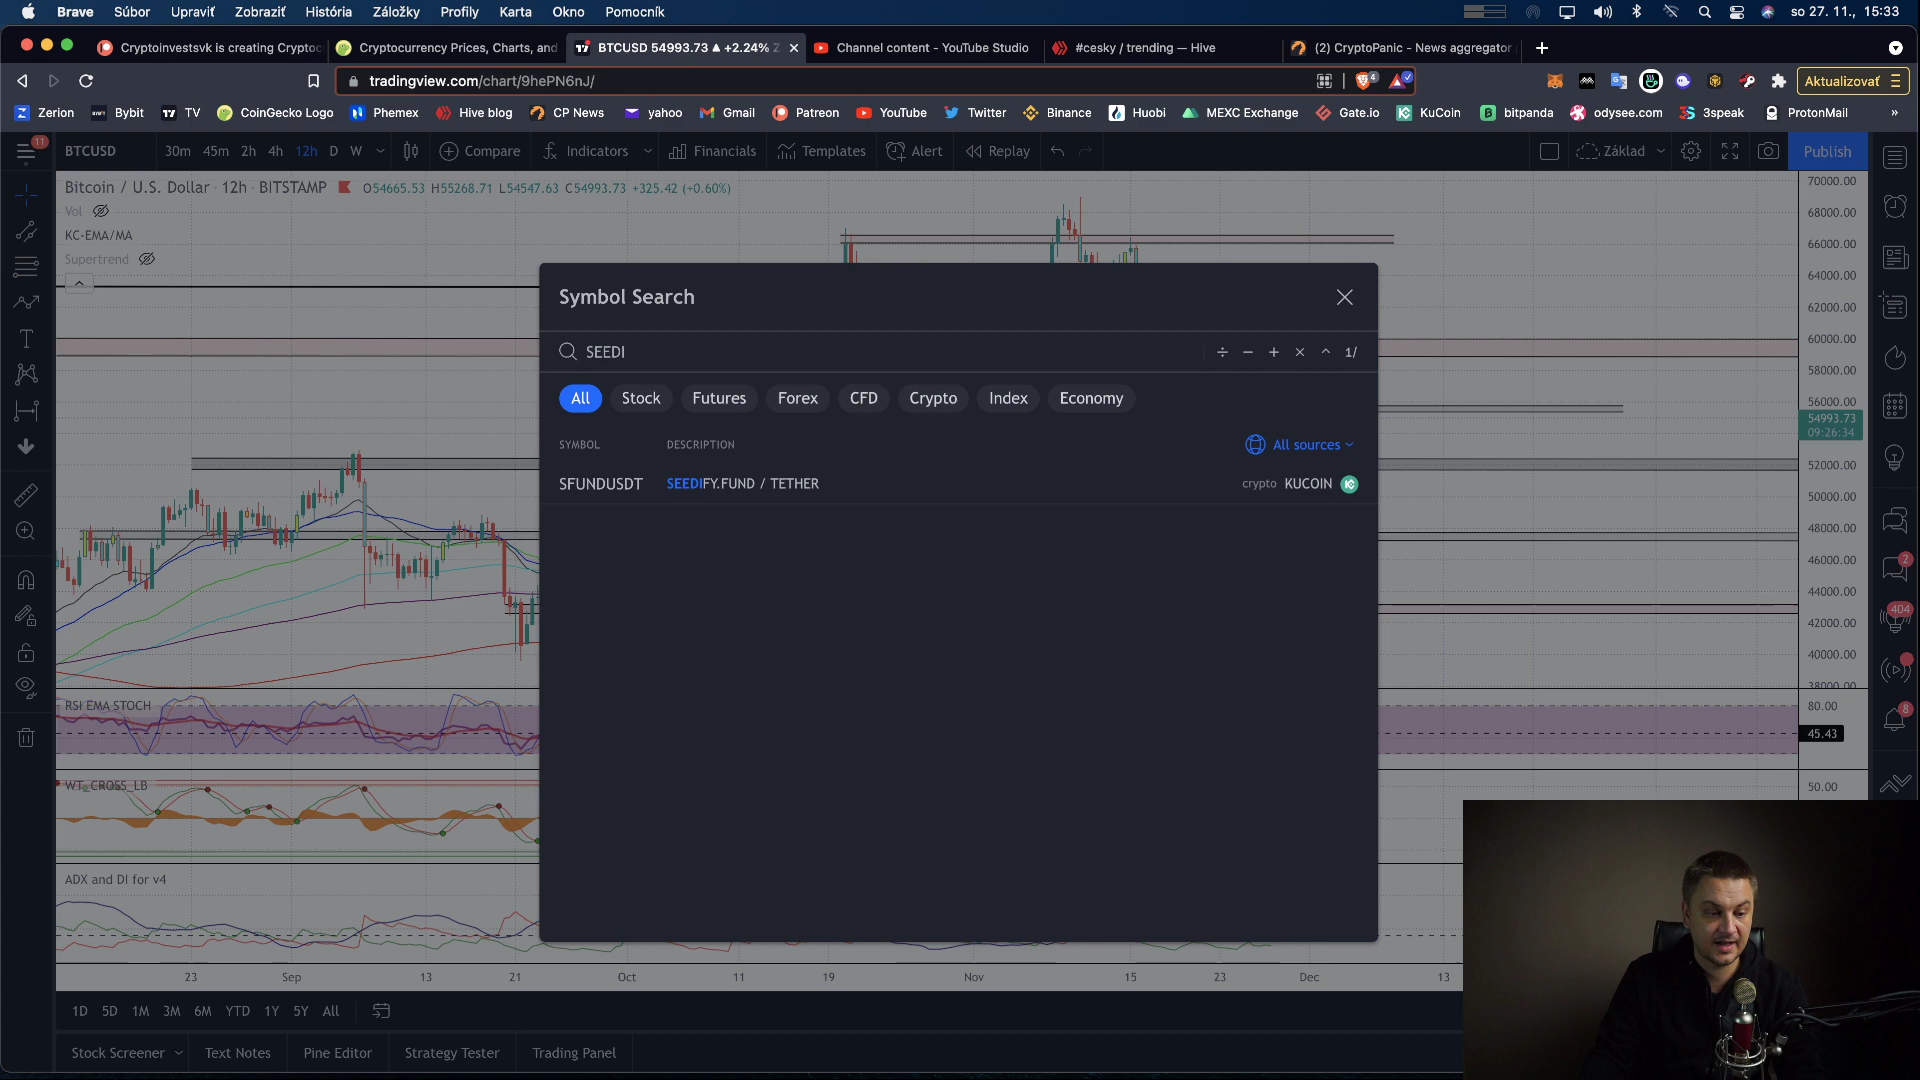 Brave Súbor Upraviť Zobraziť História Záložky Profily Karta Okno Pomocník so 27. 11., 15:33
Cryptoinvestsvk is creating Cryptoc Cryptocurrency Prices, Charts, and BTCUSD 54993.73 ▲ +2.24% Z Channel content - YouTube Studio #cesky / trending — Hive (2) CryptoPanic - News aggregator
tradingview.com/chart/9hePN6nJ/ 4 Aktualizovať
Zerion Bybit TV CoinGecko Logo Phemex Hive blog CP News yahoo Gmail Patreon YouTube Twitter Binance Huobi MEXC Exchange Gate.io KuCoin bitpanda odysee.com 3speak ProtonMail »
11 BTCUSD 30m 45m 2h 4h 12h D W Compare Indicators Financials Templates Alert Replay Základ Publish
Bitcoin / U.S. Dollar · 12h · BITSTAMP O54665.53 H55268.71 L54547.63 C54993.73 +325.42 (+0.60%)
Vol
KC-EMA/MA
Supertrend
70000.00
68000.00
66000.00
64000.00
62000.00
60000.00
58000.00
56000.00
54993.73
09:26:34
52000.00
50000.00
48000.00
46000.00
44000.00
42000.00
40000.00
38000.00
Symbol Search
SEEDI ÷ − + × ^ 1/
All Stock Futures Forex CFD Crypto Index Economy
SYMBOL DESCRIPTION All sources
SFUNDUSDT SEEDIFY.FUND / TETHER crypto KUCOIN
2
404
8
RSI EMA STOCH
80.00
45.43
WT_CROSS_LB
50.00
ADX and DI for v4
23 Sep 13 21 Oct 11 19 Nov 15 23 Dec 13
1D 5D 1M 3M 6M YTD 1Y 5Y All
Stock Screener Text Notes Pine Editor Strategy Tester Trading Panel